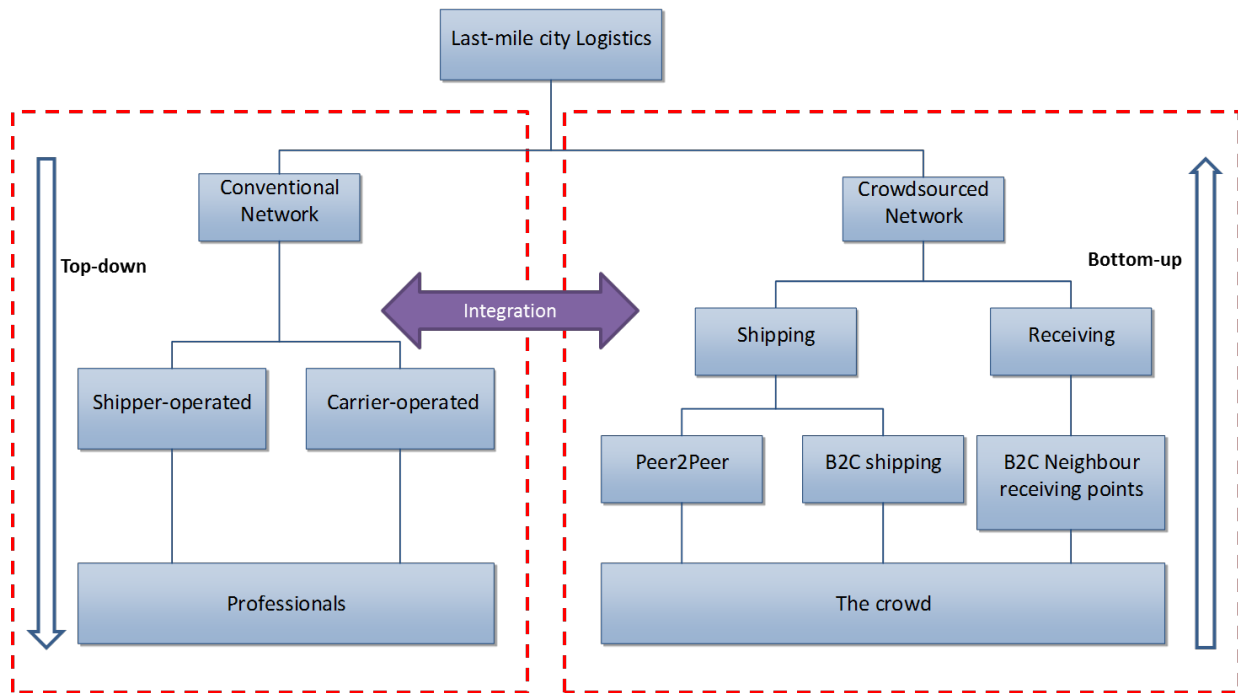 Last-mile city Logistics
Conventional
Network
Crowdsourced
Network
Top-down
Bottom-up
Integration
Shipping
Receiving
Shipper-operated
Carrier-operated
Peer2Peer
B2C shipping
B2C Neighbour
receiving points
Professionals
The crowd